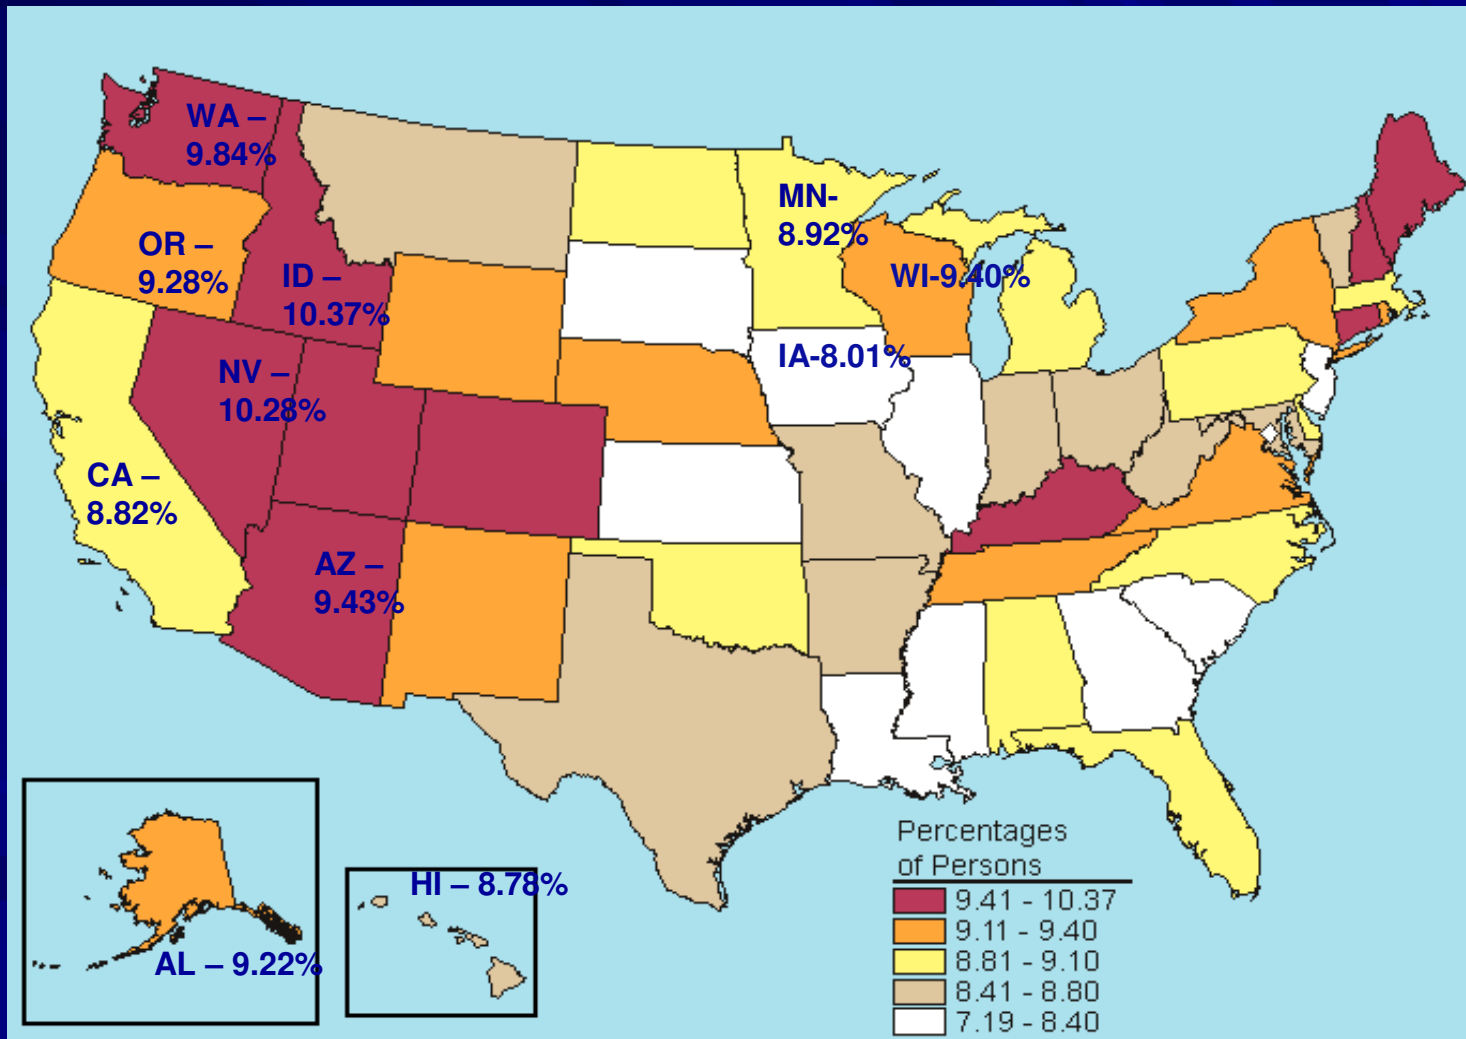 WA –
9.84%
OR –
9.28%
ID –
10.37%
NV –
10.28%
CA –
8.82%
AZ –
9.43%
MN-
8.92%
WI-9.40%
IA-8.01%
AL – 9.22%
HI – 8.78%
Percentages
of Persons
9.41 - 10.37
9.11 - 9.40
8.81 - 9.10
8.41 - 8.80
7.19 - 8.40